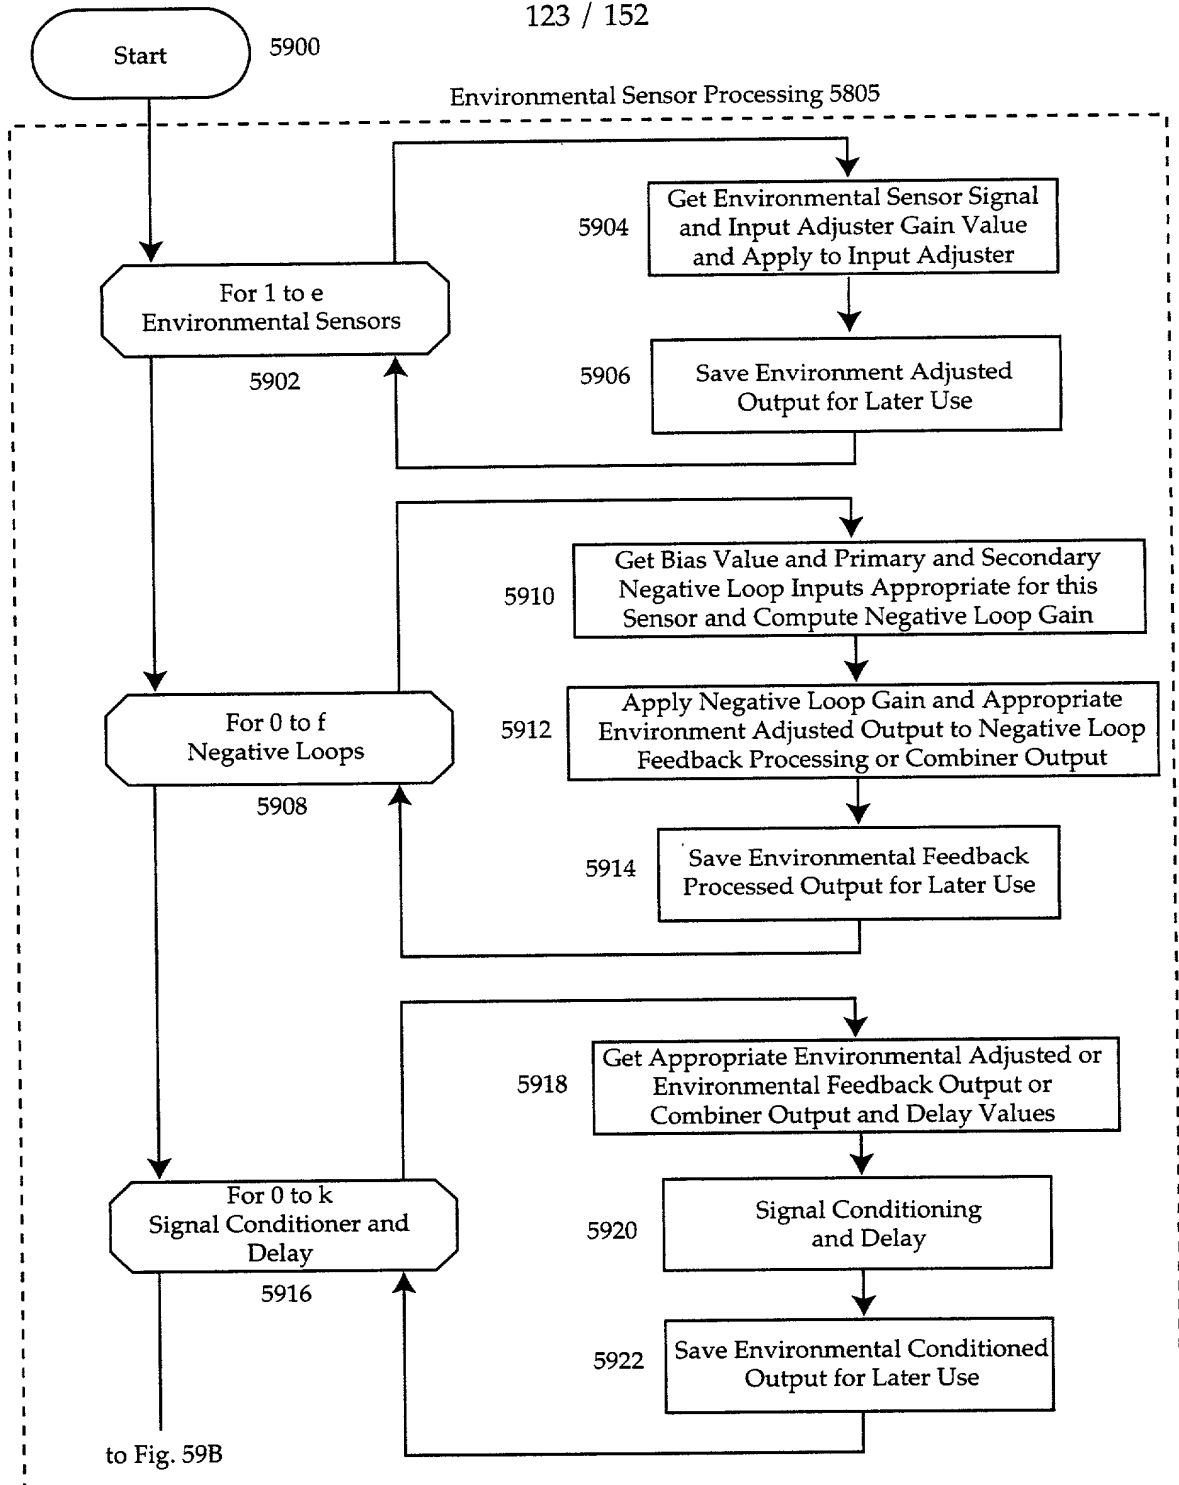 123 / 152
Start
5900
Environmental Sensor Processing 5805
5904
Get Environmental Sensor Signal
and Input Adjuster Gain Value
and Apply to Input Adjuster
For 1 to e
Environmental Sensors
5902
5906
Save Environment Adjusted
Output for Later Use
5910
Get Bias Value and Primary and Secondary
Negative Loop Inputs Appropriate for this
Sensor and Compute Negative Loop Gain
For 0 to f
Negative Loops
5908
5912
Apply Negative Loop Gain and Appropriate
Environment Adjusted Output to Negative Loop
Feedback Processing or Combiner Output
5914
Save Environmental Feedback
Processed Output for Later Use
5918
Get Appropriate Environmental Adjusted or
Environmental Feedback Output or
Combiner Output and Delay Values
For 0 to k
Signal Conditioner and
Delay
5916
5920
Signal Conditioning
and Delay
5922
Save Environmental Conditioned
Output for Later Use
to Fig. 59B